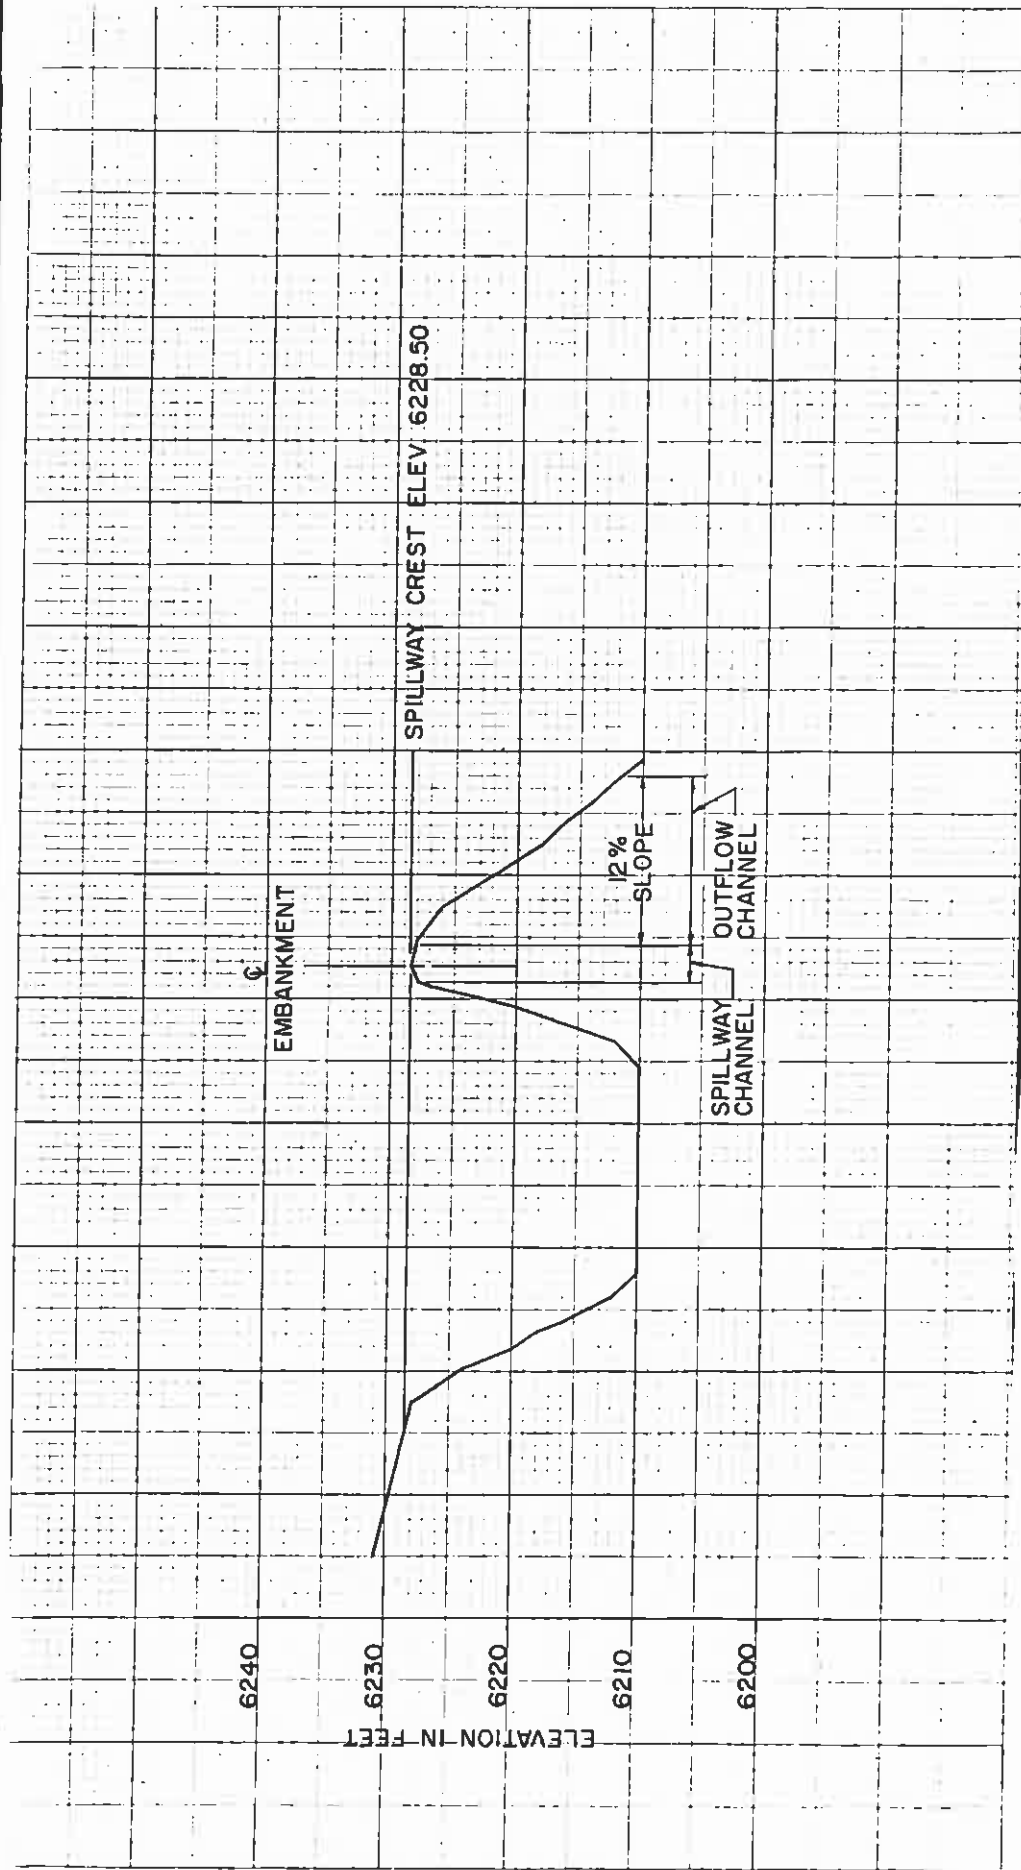 ℄
EMBANKMENT
SPILLWAY CREST ELEV. 6228.50
12%
SLOPE
SPILLWAY
CHANNEL
OUTFLOW
CHANNEL
6240
6230
6220
6210
6200
ELEVATION IN FEET